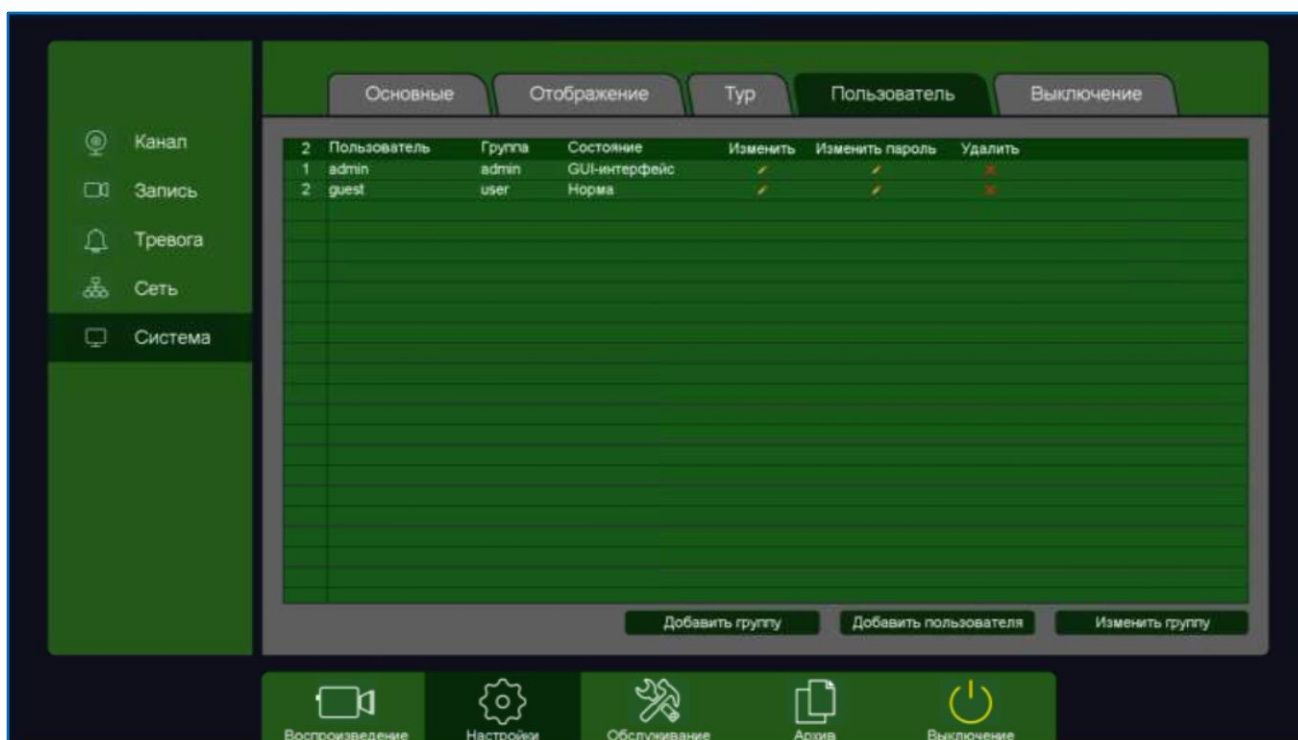 Основные Отображение Тур Пользователь Выключение
Канал
Запись
Тревога
Сеть
Система
2 Пользователь Группа Состояние Изменить Изменить пароль Удалить
1 admin admin GUI-интерфейс
2 guest user Норма
Добавить группу Добавить пользователя Изменить группу
Воспроизведение Настройки Обслуживание Архив Выключение